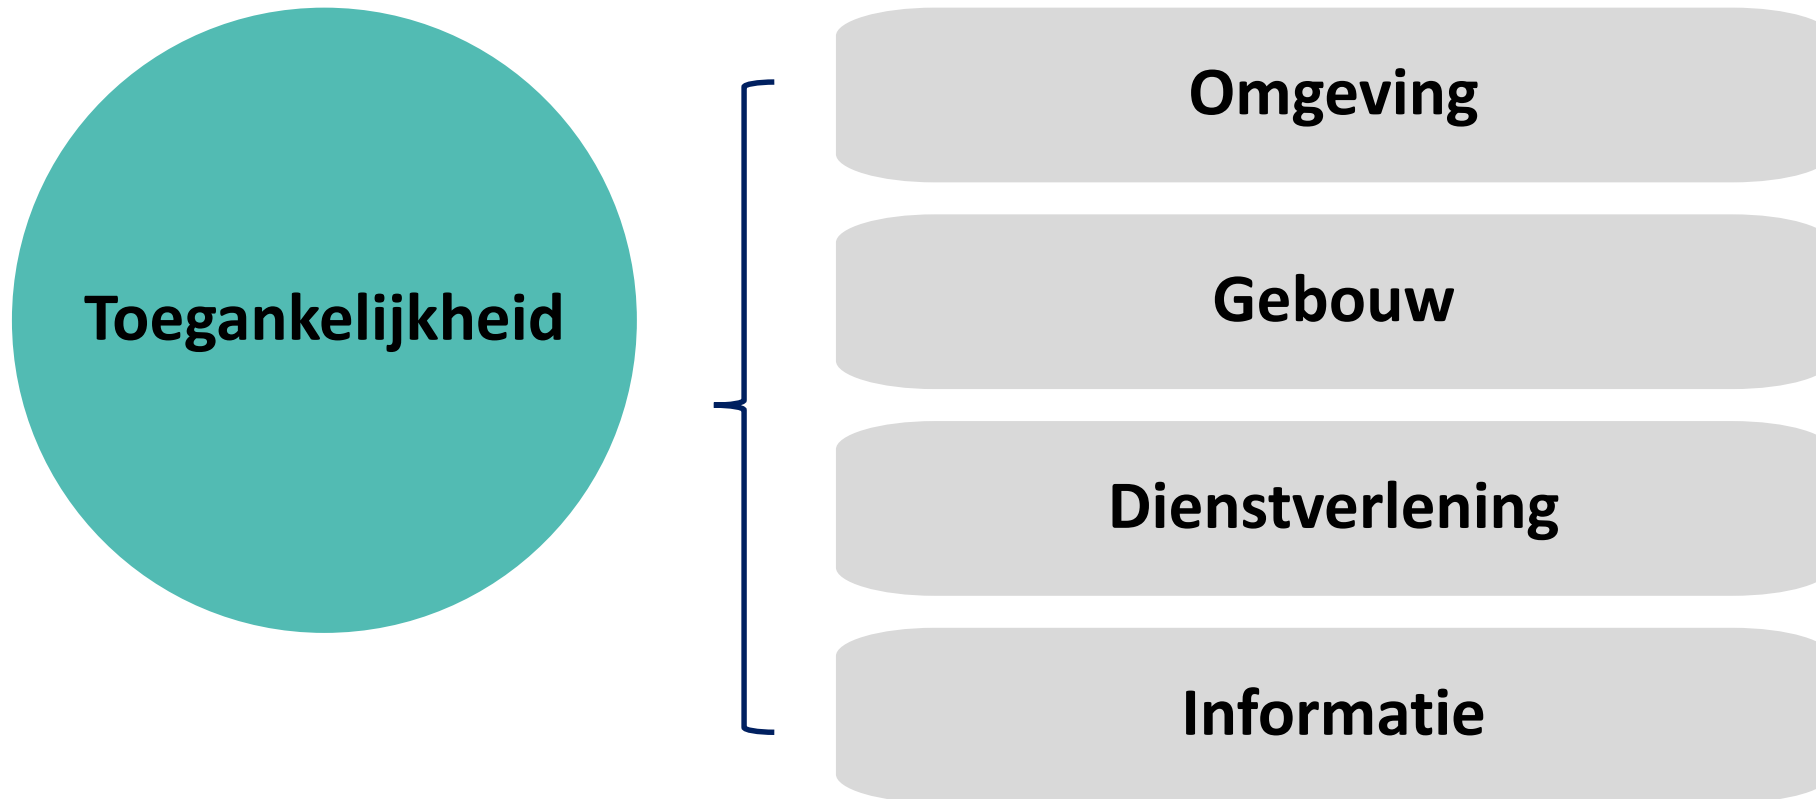 Toegankelijkheid
Omgeving
Gebouw
Dienstverlening
Informatie